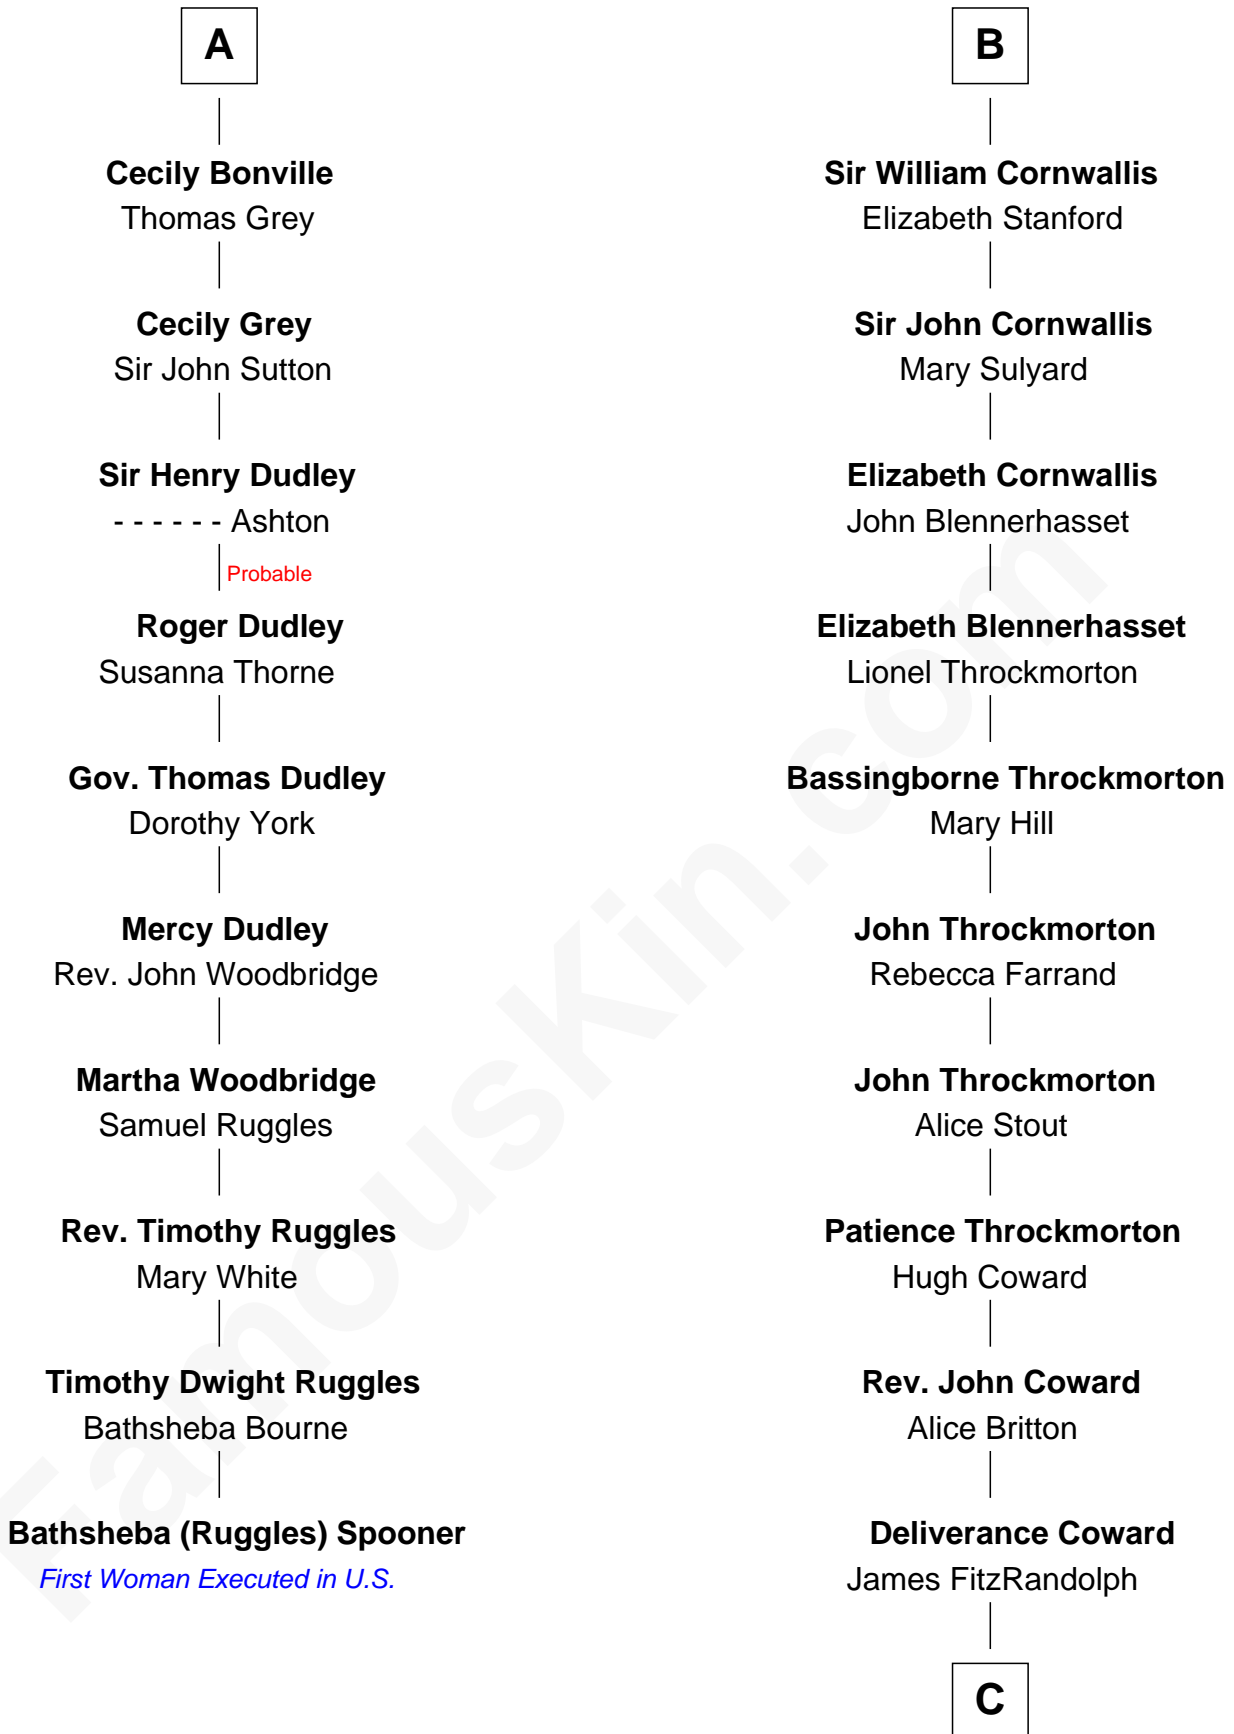 A
Cecily Bonville
Thomas Grey
Cecily Grey
Sir John Sutton
Sir Henry Dudley
- - - - - - Ashton
Probable
Roger Dudley
Susanna Thorne
Gov. Thomas Dudley
Dorothy York
Mercy Dudley
Rev. John Woodbridge
Martha Woodbridge
Samuel Ruggles
Rev. Timothy Ruggles
Mary White
Timothy Dwight Ruggles
Bathsheba Bourne
Bathsheba (Ruggles) Spooner
First Woman Executed in U.S.
B
Sir William Cornwallis
Elizabeth Stanford
Sir John Cornwallis
Mary Sulyard
Elizabeth Cornwallis
John Blennerhasset
Elizabeth Blennerhasset
Lionel Throckmorton
Bassingborne Throckmorton
Mary Hill
John Throckmorton
Rebecca Farrand
John Throckmorton
Alice Stout
Patience Throckmorton
Hugh Coward
Rev. John Coward
Alice Britton
Deliverance Coward
James FitzRandolph
C
FamousKin.com